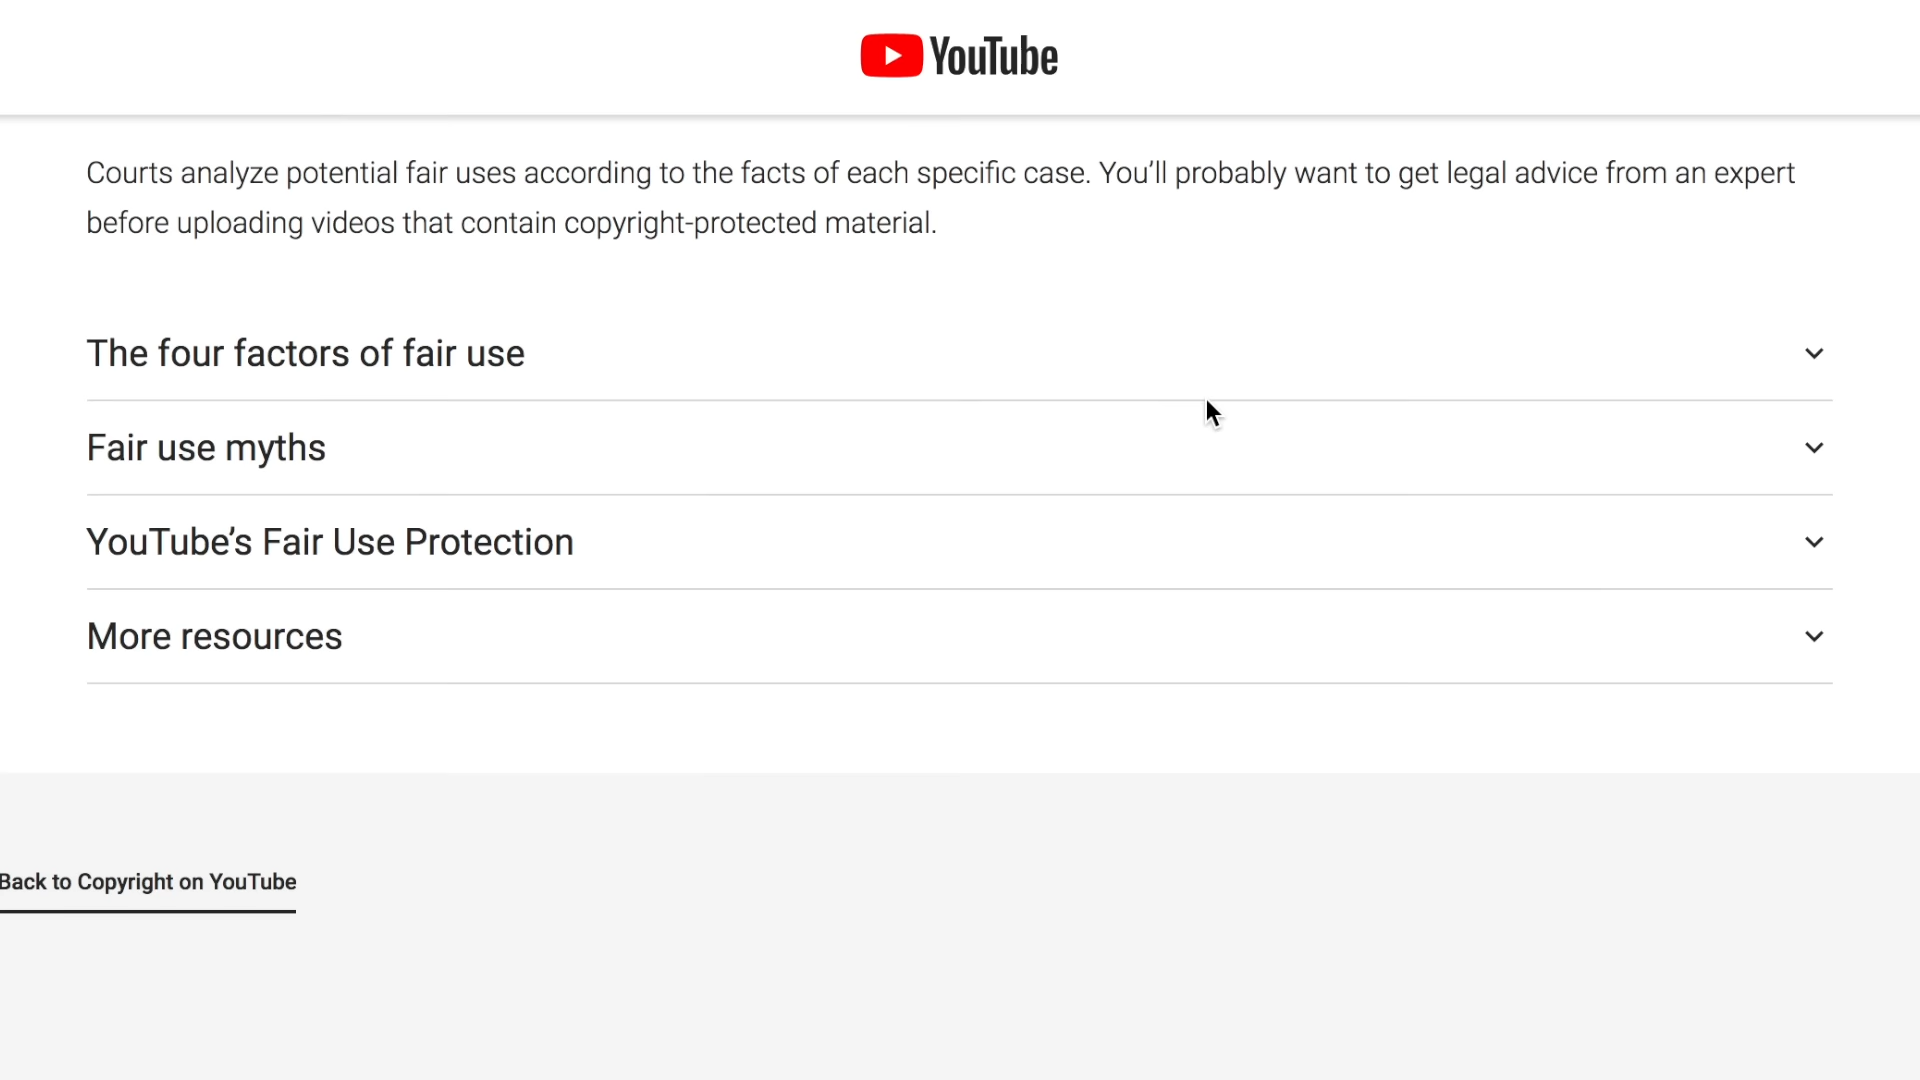 YouTube
Courts analyze potential fair uses according to the facts of each specific case. You’ll probably want to get legal advice from an expert
before uploading videos that contain copyright-protected material.
The four factors of fair use
Fair use myths
YouTube’s Fair Use Protection
More resources
Back to Copyright on YouTube